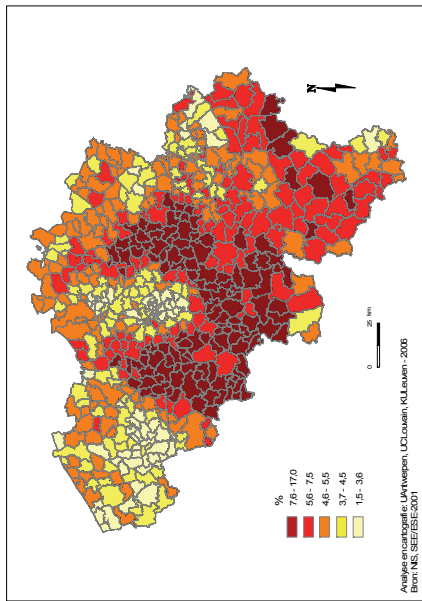 N
%
7,6 - 17,0
5,6 - 7,5
4,6 - 5,5
3,7 - 4,5
1,5 - 3,6
0 25 km
Analyse en cartografie: UAntwerpen, UCLouvain, KULeuven - 2006
Bron: NIS, SEE/ESE-2001